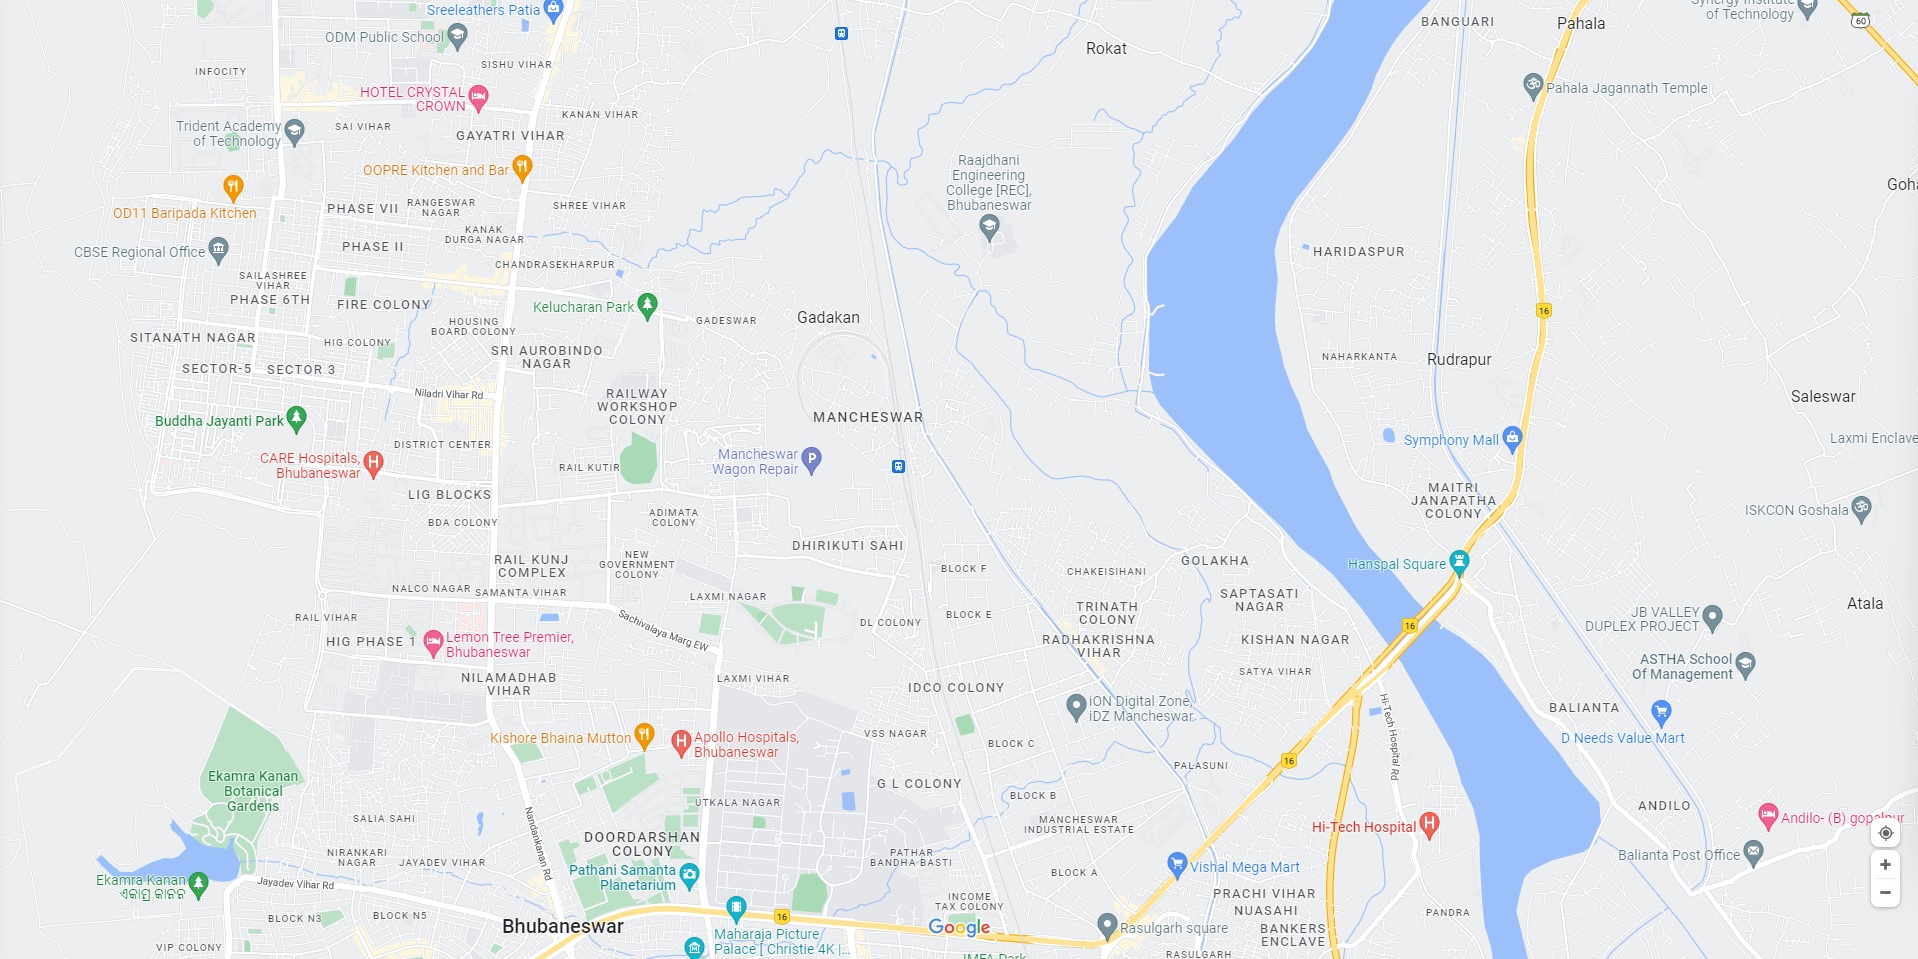 Sreeleathers Patia
ODM Public School
INFOCITY
SISHU VIHAR
HOTEL CRYSTAL
CROWN
KANAN VIHAR
Trident Academy
of Technology
SAI VIHAR
GAYATRI VIHAR
OOPRE Kitchen and Bar
OD11 Baripada Kitchen
PHASE VII
RANGESWAR
NAGAR
SHREE VIHAR
KANAK
DURGA NAGAR
CBSE Regional Office
PHASE II
CHANDRASEKHARPUR
SAILASHREE
VIHAR
PHASE 6TH
FIRE COLONY
Kelucharan Park
GADESWAR
HOUSING
BOARD COLONY
SITANATH NAGAR
HIG COLONY
SRI AUROBINDO
NAGAR
SECTOR-5
SECTOR 3
Niladri Vihar Rd
RAILWAY
WORKSHOP
COLONY
Buddha Jayanti Park
DISTRICT CENTER
CARE Hospitals,
Bhubaneswar
RAIL KUTIR
Mancheswar
Wagon Repair
LIG BLOCKS
BDA COLONY
ADIMATA
COLONY
Rokat
Raajdhani
Engineering
College [REC],
Bhubaneswar
Gadakan
MANCHESWAR
BANGUARI
Pahala
Synergy Institute
of Technology
60
Pahala Jagannath Temple
Goha
HARIDASPUR
16
NAHARKANTA
Rudrapur
Saleswar
Laxmi Enclave
Symphony Mall
MAITRI
JANAPATHA
COLONY
ISKCON Goshala
DHIRIKUTI SAHI
RAIL KUNJ
COMPLEX
NEW
GOVERNMENT
COLONY
BLOCK F
CHAKEISIHANI
GOLAKHA
Hanspal Square
NALCO NAGAR
SAMANTA VIHAR
LAXMI NAGAR
RAIL VIHAR
Sachivalaya Marg EW
DL COLONY
BLOCK E
TRINATH
COLONY
SAPTASATI
NAGAR
16
JB VALLEY
DUPLEX PROJECT
Atala
HIG PHASE 1
Lemon Tree Premier,
Bhubaneswar
RADHAKRISHNA
VIHAR
KISHAN NAGAR
ASTHA School
Of Management
SATYA VIHAR
NILAMADHAB
VIHAR
LAXMI VIHAR
IDCO COLONY
iON Digital Zone,
iDZ Mancheswar
Hi-Tech Hospital Rd
BALIANTA
D Needs Value Mart
Kishore Bhaina Mutton
Apollo Hospitals,
Bhubaneswar
VSS NAGAR
BLOCK C
PALASUNI
16
Ekamra Kanan
Botanical
Gardens
G L COLONY
BLOCK B
UTKALA NAGAR
ANDILO
Andilo- (B) gopalpur
SALIA SAHI
Nandankanan Rd
DOORDARSHAN
COLONY
MANCHESWAR
INDUSTRIAL ESTATE
Hi-Tech Hospital
NIRANKARI
NAGAR
JAYADEV VIHAR
PATHAR
BANDHA BASTI
Vishal Mega Mart
Balianta Post Office
Pathani Samanta
Planetarium
BLOCK A
Ekamra Kanan
ଏକାମ୍ର କାନନ
Jayadev Vihar Rd
INCOME
TAX COLONY
PRACHI VIHAR
NUASAHI
PANDRA
BLOCK N3
BLOCK N5
Bhubaneswar
16
Google
Rasulgarh square
BANKERS
ENCLAVE
VIP COLONY
Maharaja Picture
Palace [ Christie 4K |...
IMFA Park
RASULGARH